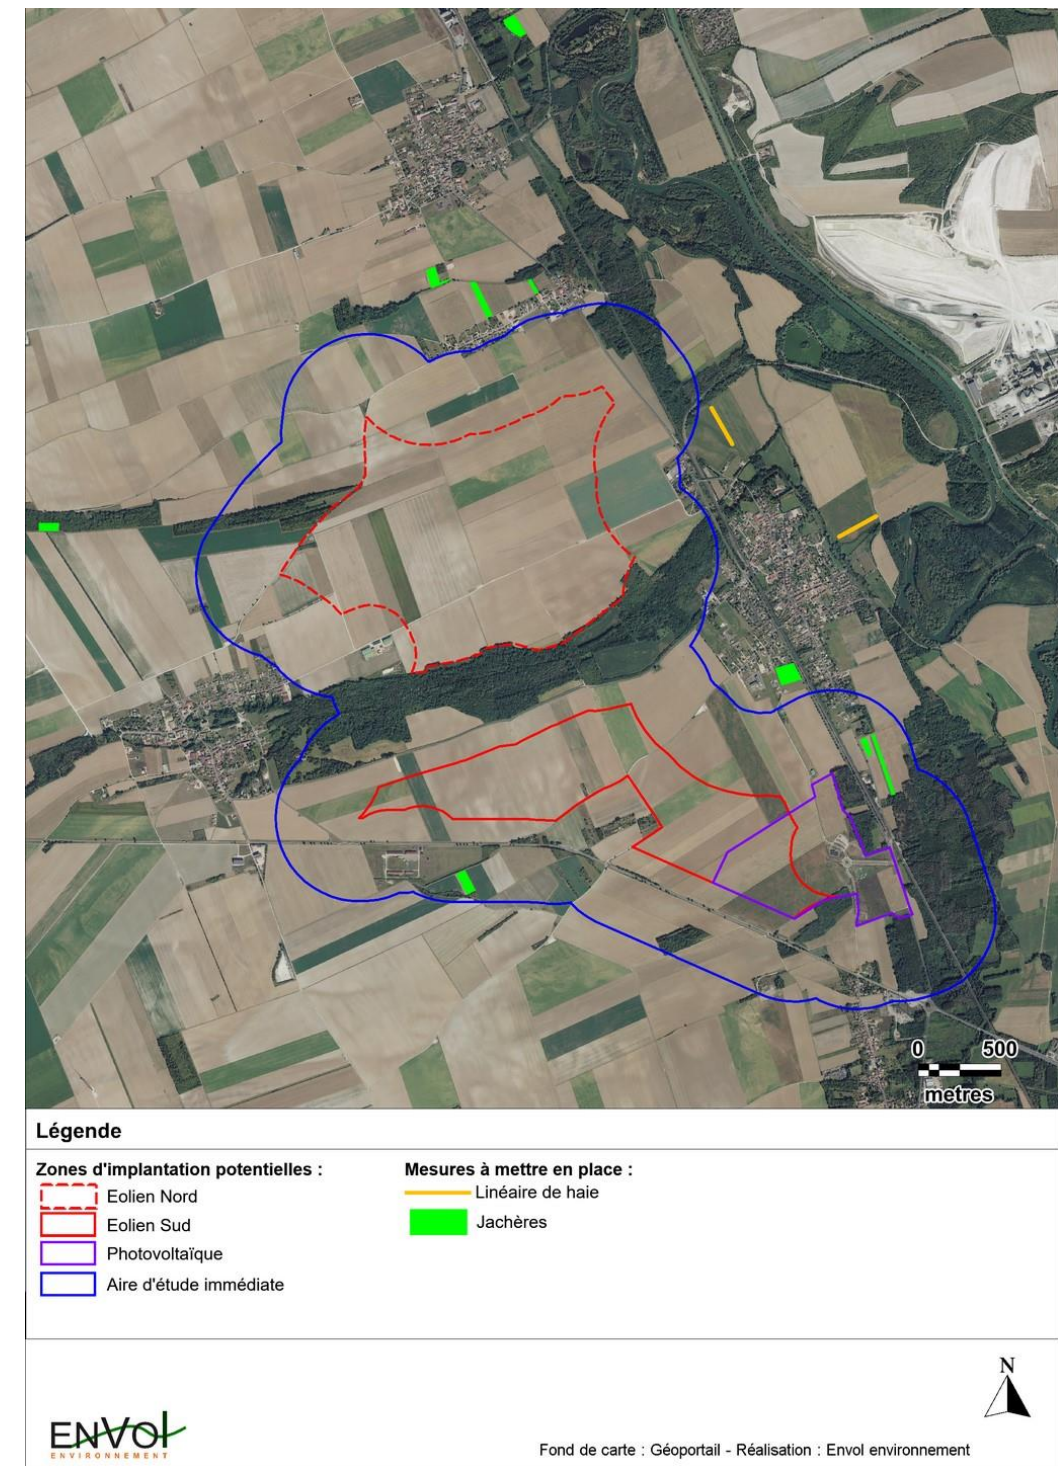 0 500
metres
Légende
Zones d'implantation potentielles :
Eolien Nord
Eolien Sud
Photovoltaïque
Aire d'étude immédiate
Mesures à mettre en place :
Linéaire de haie
Jachères
N
ENVOl
ENVIRONNEMENT
Fond de carte : Géoportail - Réalisation : Envol environnement